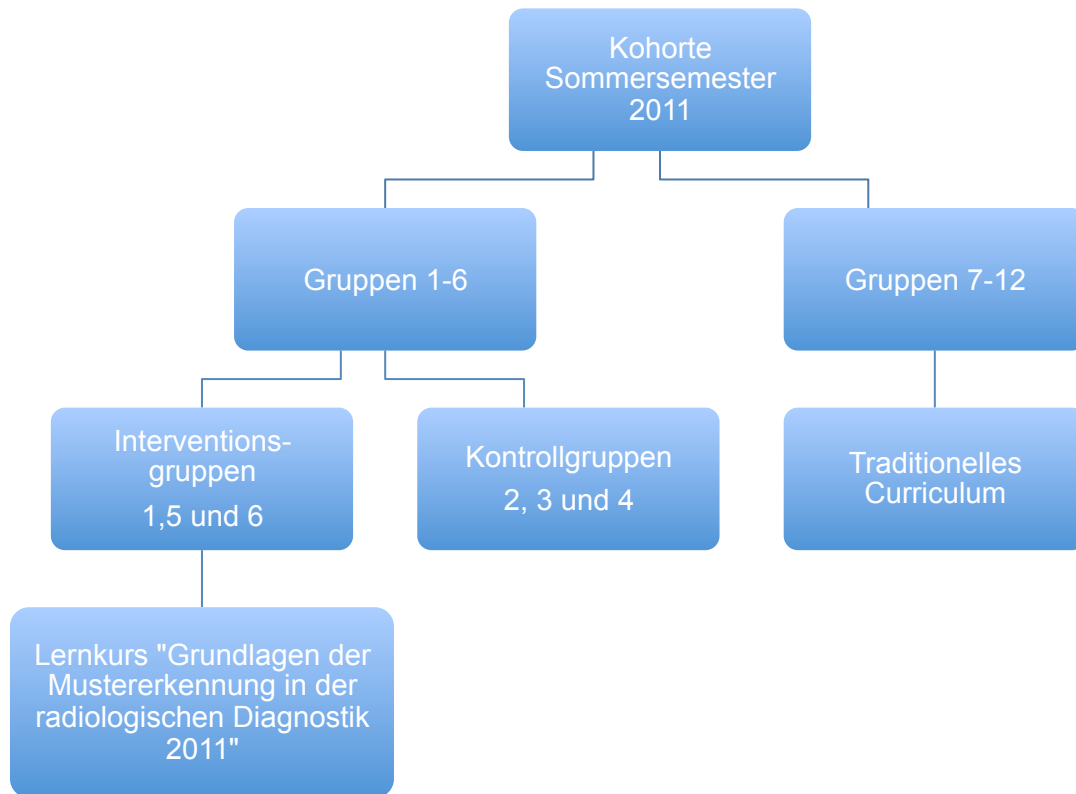 Kohorte
Sommersemester
2011
Gruppen 1-6
Gruppen 7-12
Interventions-
gruppen
1,5 und 6
Kontrollgruppen
2, 3 und 4
Traditionelles
Curriculum
Lernkurs "Grundlagen der
Mustererkennung in der
radiologischen Diagnostik
2011"